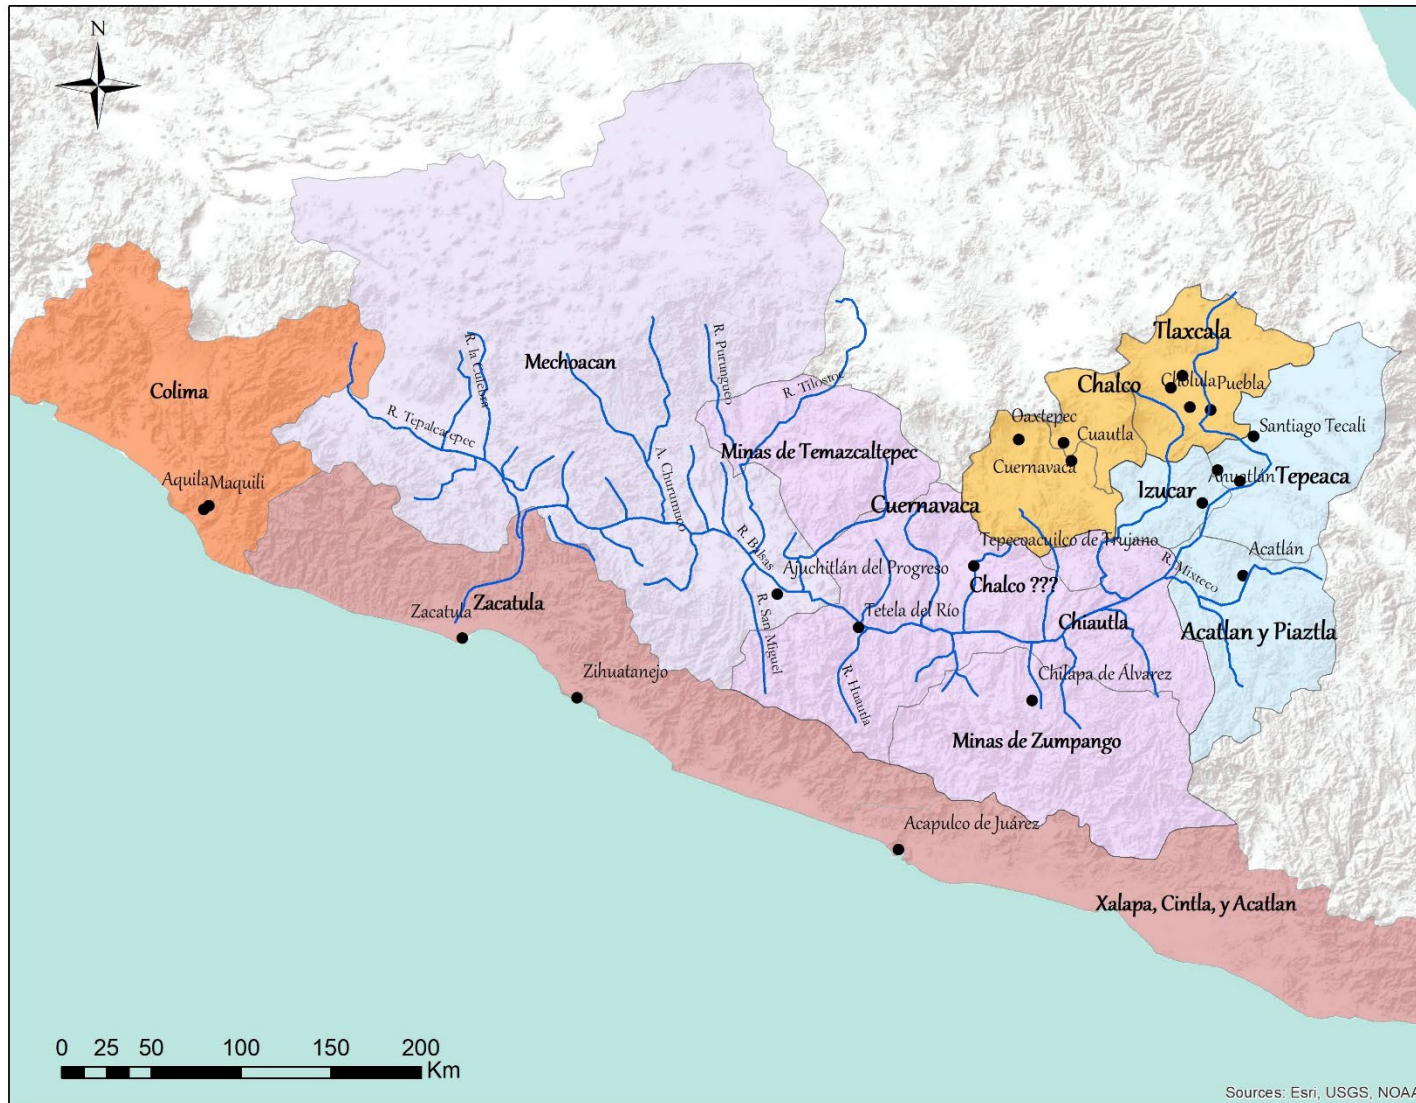 N
Tlaxcala
Mechoacan
R. la Culebra
R. Purungueo
R. Tilostoc
Colima
Chalco
Cholula
Puebla
R. Tepalcatepec
Oaxtepec
Cuautla
Santiago Tecali
Minas de Temazcaltepec
Cuernavaca
Aquila
Maquili
A. Churumuco
Cuernavaca
Izucar
Ahuatlán
Tepeaca
R. Balsas
Tepecoacuilco de Trujano
Acatlán
Ajuchitlán del Progreso
Chalco ???
R. Mixteco
Zacatula
Zacatula
R. San Miguel
Tetela del Río
Chiautla
Acatlan y Piaztla
Zihuatanejo
R. Huautla
Chilapa de Álvarez
Minas de Zumpango
Acapulco de Juárez
Xalapa, Cintla, y Acatlan
0 25 50 100 150 200
Km
Sources: Esri, USGS, NOAA